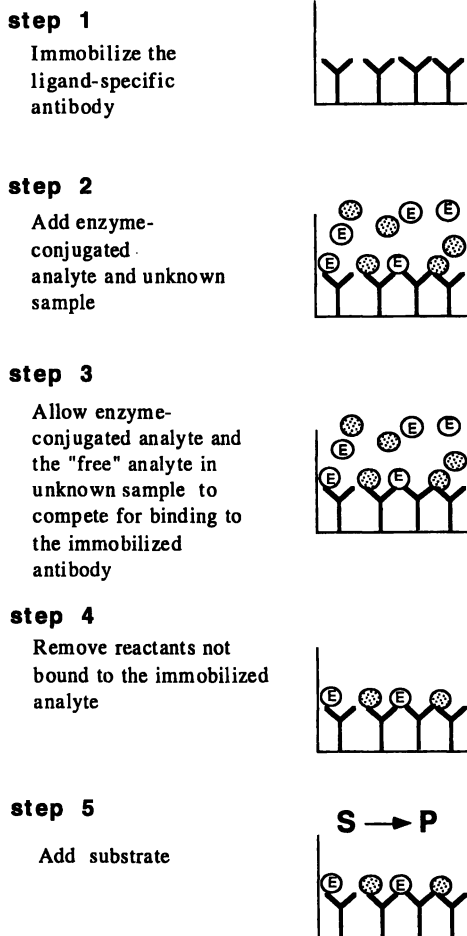 step 1
Immobilize the
ligand-specific
antibody
step 2
Add enzyme-
conjugated
analyte and unknown
sample
E E E
E E
step 3
Allow enzyme-
conjugated analyte and
the "free" analyte in
unknown sample to
compete for binding to
the immobilized
antibody
E E E
E E
step 4
Remove reactants not
bound to the immobilized
analyte
E E
step 5
Add substrate
S → P
E E